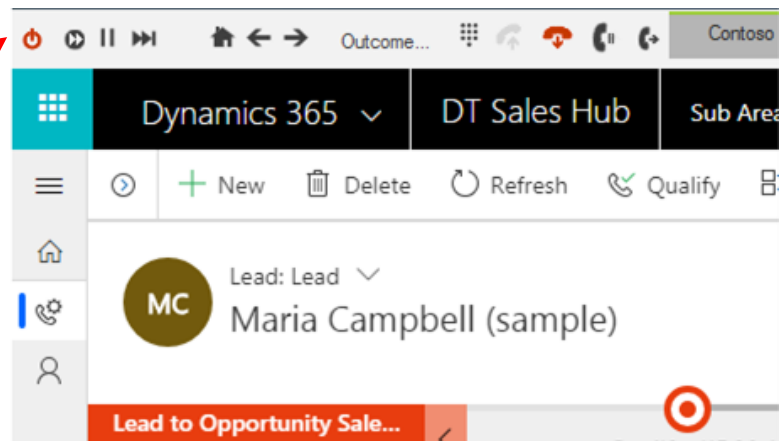 Outcome... Contoso
Dynamics 365 DT Sales Hub Sub Area
New Delete Refresh Qualify
Lead: Lead
MC
Maria Campbell (sample)
Lead to Opportunity Sale...